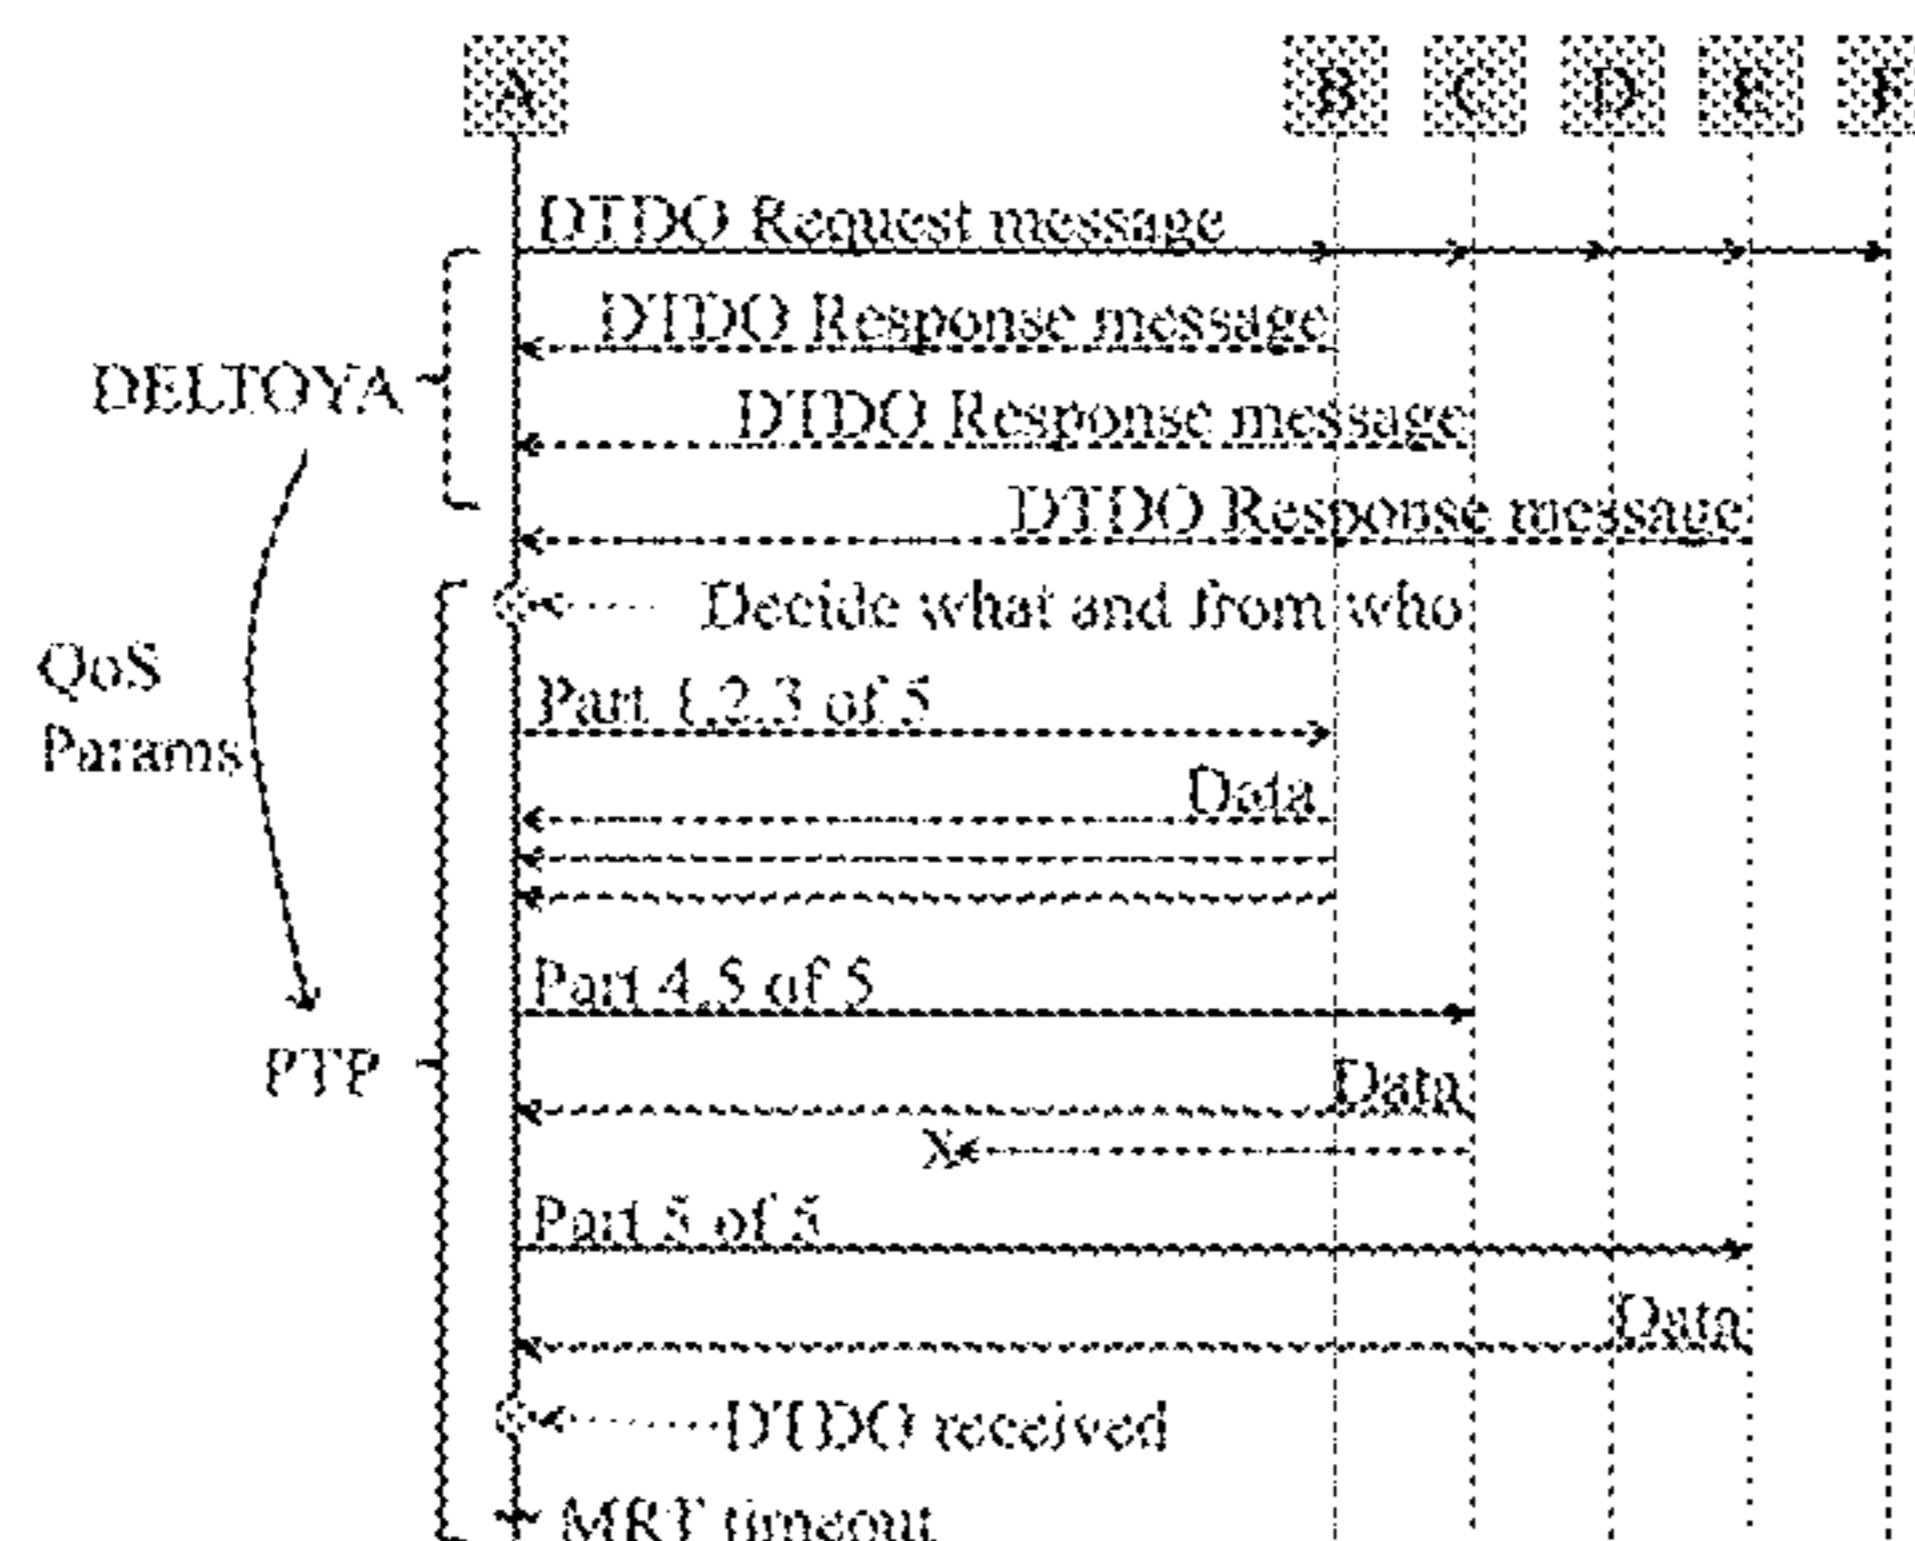 A B C D E F
DTDO Request message
DTDO Response message
DELTOYA
DTDO Response message
DTDO Response message
Decide what and from who
QoS
Params
Part 1,2,3 of 5
Data
Part 4,5 of 5
PTP
Data
X
Part 5 of 5
Data
DTDO received
MRT timeout